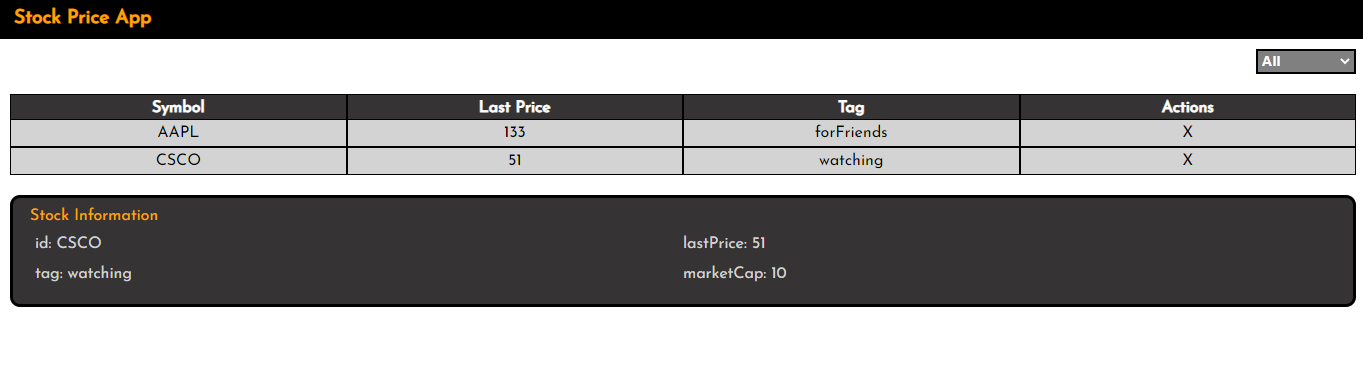 Stock Price App
All
Symbol Last Price Tag Actions
AAPL 133 forFriends X
CSCO 51 watching X
Stock Information
id: CSCO lastPrice: 51
tag: watching marketCap: 10